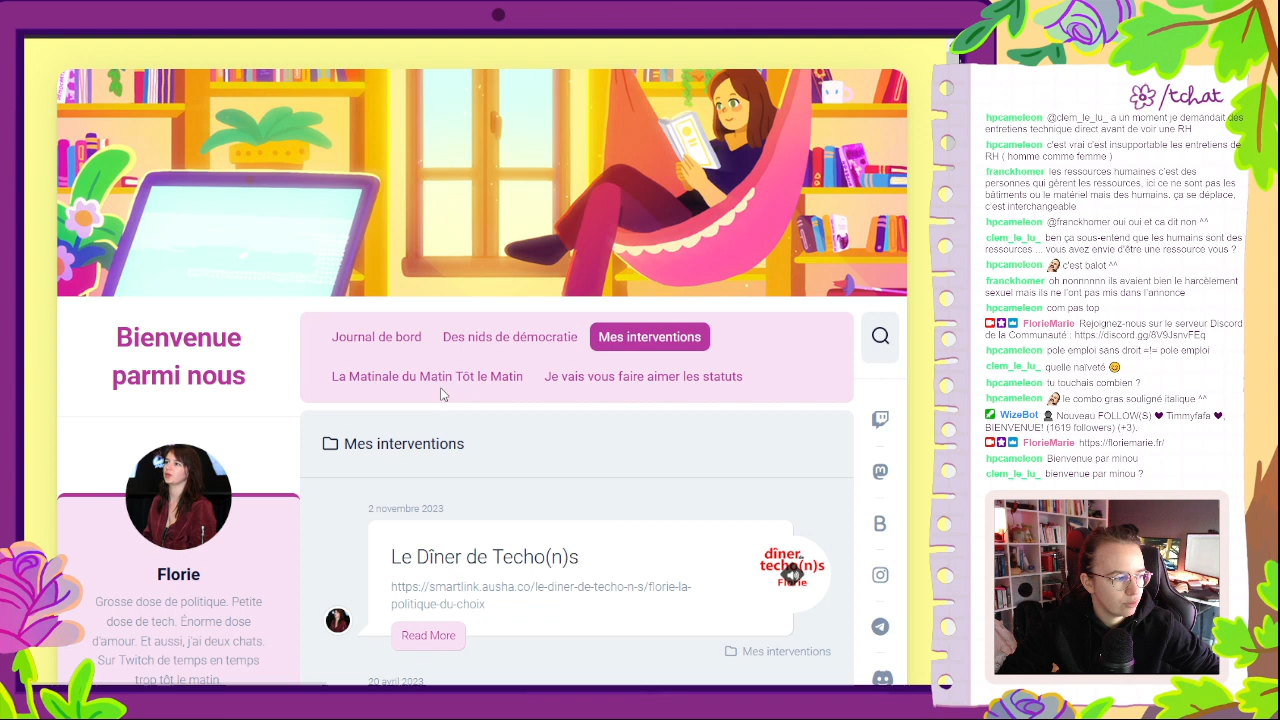 Bienvenue
parmi nous
Journal de bord
Des nids de démocratie
Mes interventions
La Matinale du Matin Tôt le Matin
Je vais vous faire aimer les statuts
Mes interventions
2 novembre 2023
Le Dîner de Techo(n)s
https://smartlink.ausha.co/le-diner-de-techo-n-s/florie-la-
politique-du-choix
Read More
dîner
techo(n)s
Florie
Mes interventions
20 avril 2023
Florie
Grosse dose de politique. Petite
dose de tech. Énorme dose
d'amour. Et aussi, j'ai deux chats.
Sur Twitch de temps en temps
trop tôt le matin.
/tchat
hpcameleon @clem_le_lu_ a un moment je demandait des
entretiens technique direct avant de voir une RH
hpcameleon c'est vrai c'est insupportable les entretiens de
RH ( homme comme femme )
franckhomer les ressources humaines c'est des
personnes qui gèrent les ressources, ici ce ne sont pas les
bâtiments ou le matériel mais des humains. ça se déplace,
c'est interchangeable
hpcameleon @franckhomer oui oui et ca dit non ^^
clem_le_lu_ ben ça sous-entend que les humains sont des
ressources ... vous avez envie d'être une ressource vous ?
hpcameleon c'est balot ^^
franckhomer oh nonnnnnn ils avaient bien le harcèlement
sexuel mais ils ne l'ont pas mis dans l'annonce
hpcameleon com pas top
FlorieMarie Rejoignez-nous sur le serveur Discord
de la Communauté : https://discord.gg/8V9JsnvFEq
hpcameleon pole emploi sans droit =!= pole emploi
clem_le_lu_ quelle naïveté 😊
hpcameleon tu touchais combien ?
hpcameleon le combo gras souligné italique ^^
WizeBot Nouveau FOLLOW(S) ♥ Timmyfafa ♥,
BIENVENUE! (1619 followers) (+3).
FlorieMarie https://floriemarie.fr/
hpcameleon Bienvenue par minou
clem_le_lu_ bienvenue par minou ?